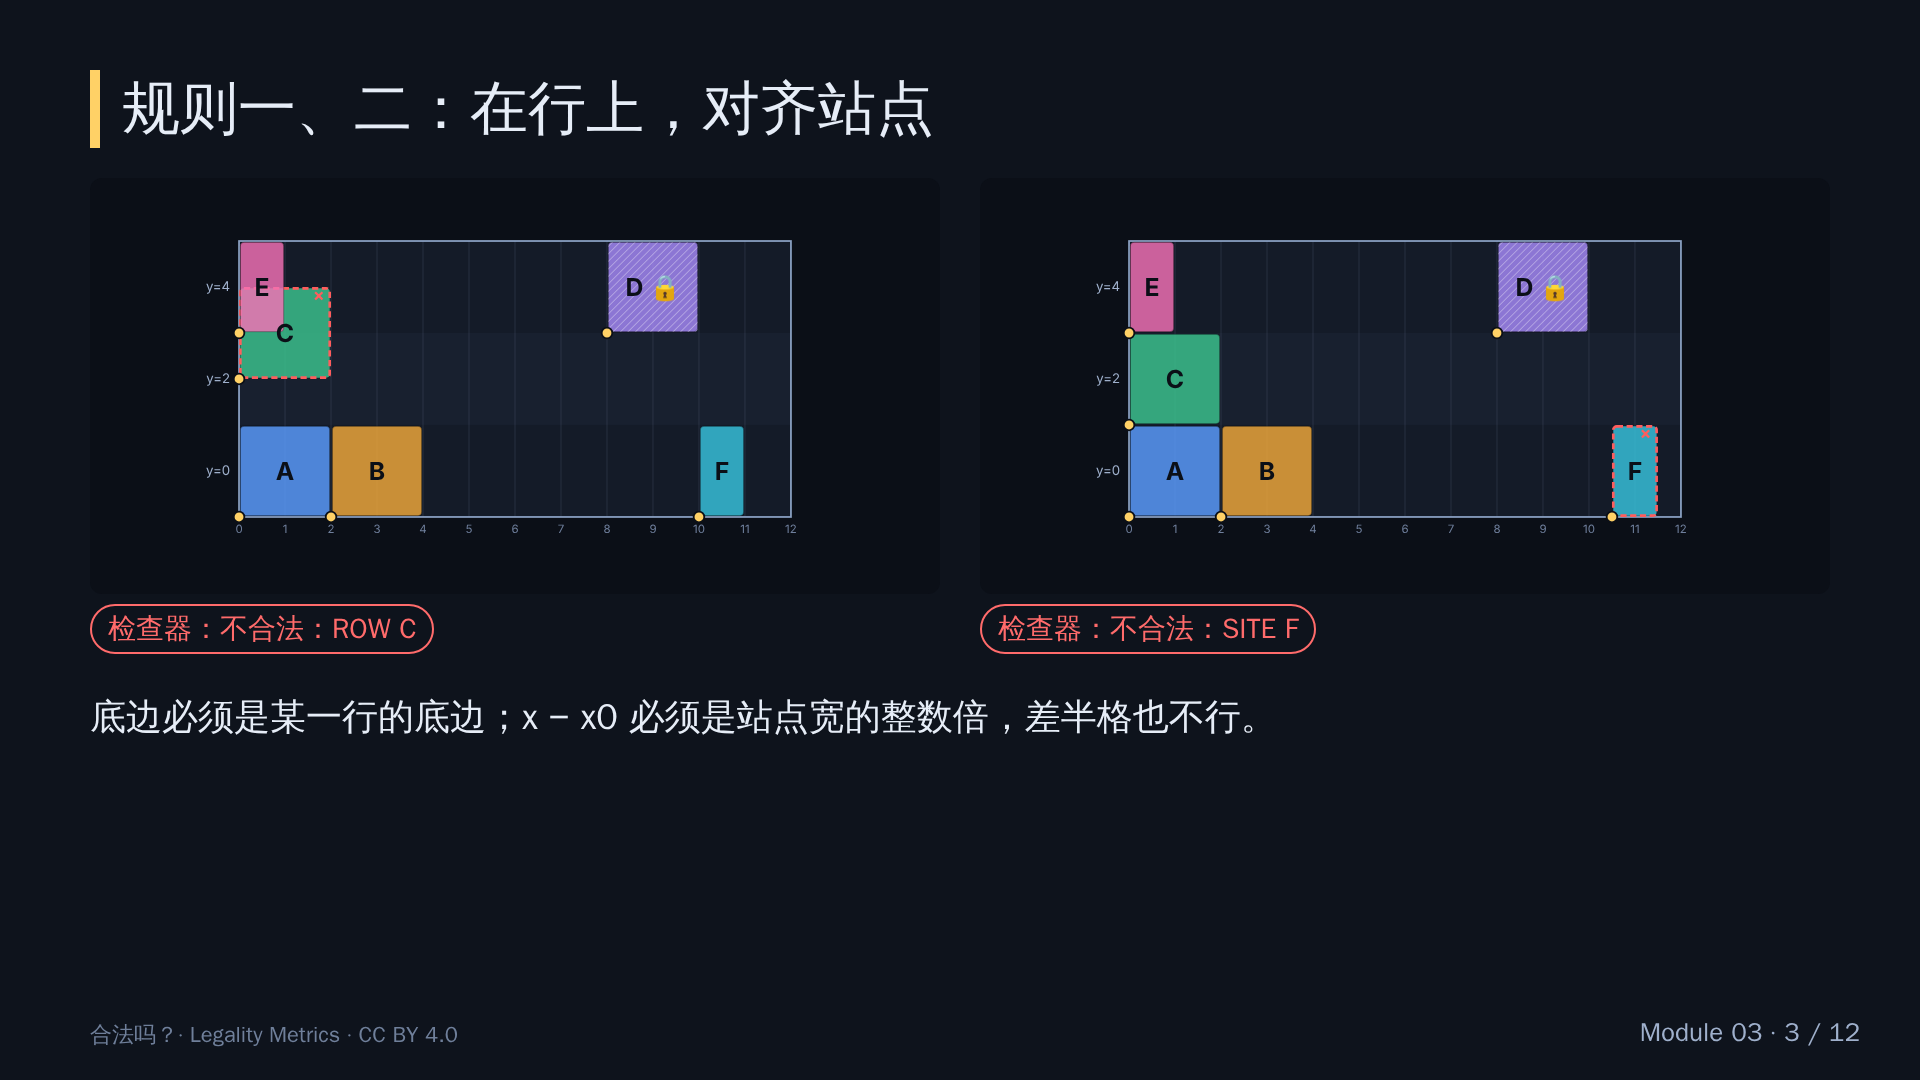 规则一、二：在行上，对齐站点
y=4
E
D 🔒
C
y=2
y=0
A
B
F
0 1 2 3 4 5 6 7 8 9 10 11 12
y=4
E
D 🔒
y=2
C
y=0
A
B
F
0 1 2 3 4 5 6 7 8 9 10 11 12
检查器：不合法：ROW C
检查器：不合法：SITE F
底边必须是某一行的底边；x − x0 必须是站点宽的整数倍，差半格也不行。
合法吗？· Legality Metrics · CC BY 4.0
Module 03 · 3 / 12